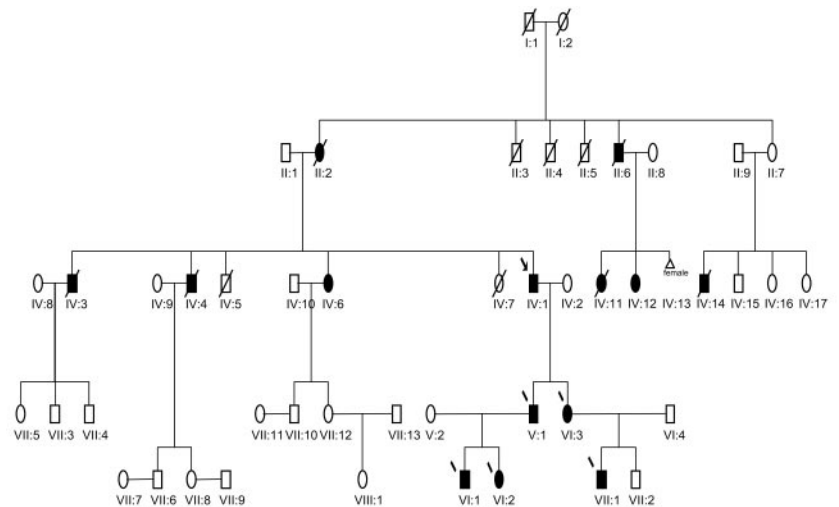 I:1 I:2
II:1 II:2 II:3 II:4 II:5 II:6 II:8 II:9 II:7
female
IV:8 IV:3 IV:9 IV:4 IV:5 IV:10 IV:6 IV:7 IV:1 IV:2 IV:11 IV:12 IV:13 IV:14 IV:15 IV:16 IV:17
VII:5 VII:3 VII:4 VII:11 VII:10 VII:12 VII:13 V:2 V:1 VI:3 VI:4
VII:7 VII:6 VII:8 VII:9 VIII:1 VI:1 VI:2 VII:1 VII:2